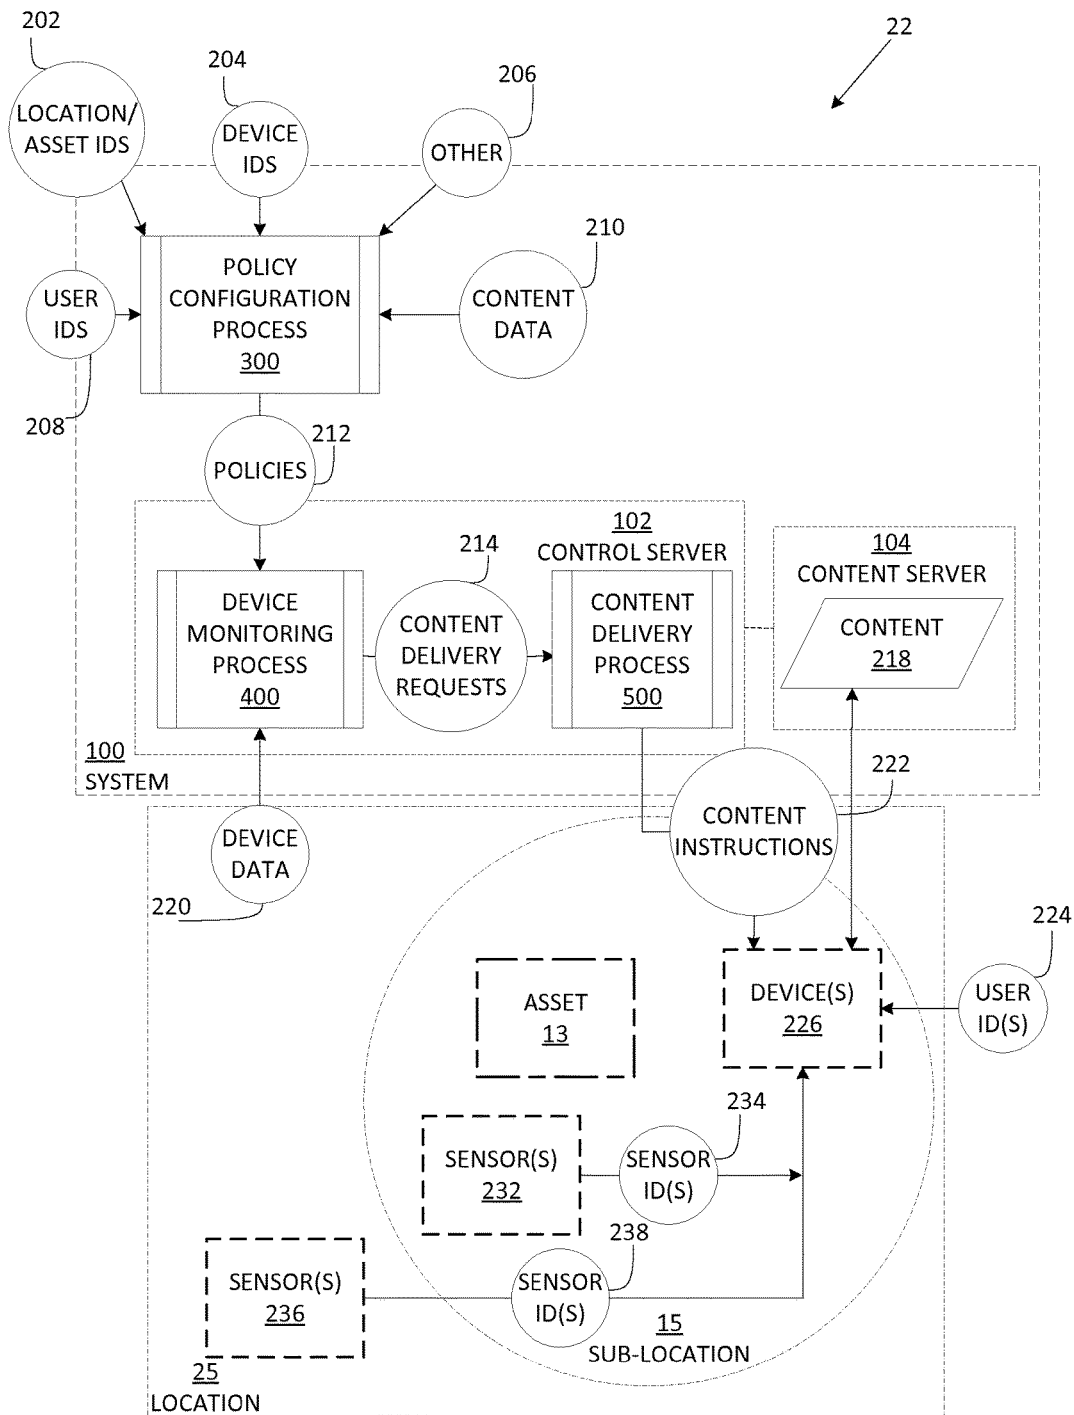 202
22
204
206
LOCATION/
ASSET IDS
DEVICE
IDS
OTHER
210
POLICY
CONFIGURATION
PROCESS
300
USER
IDS
CONTENT
DATA
208
212
POLICIES
102
CONTROL SERVER
214
104
CONTENT SERVER
DEVICE
MONITORING
PROCESS
400
CONTENT
DELIVERY
REQUESTS
CONTENT
DELIVERY
PROCESS
500
CONTENT
218
100
SYSTEM
222
CONTENT
INSTRUCTIONS
DEVICE
DATA
220
224
ASSET
13
DEVICE(S)
226
USER
ID(S)
234
SENSOR(S)
232
SENSOR
ID(S)
238
SENSOR(S)
236
SENSOR
ID(S)
15
SUB-LOCATION
25
LOCATION